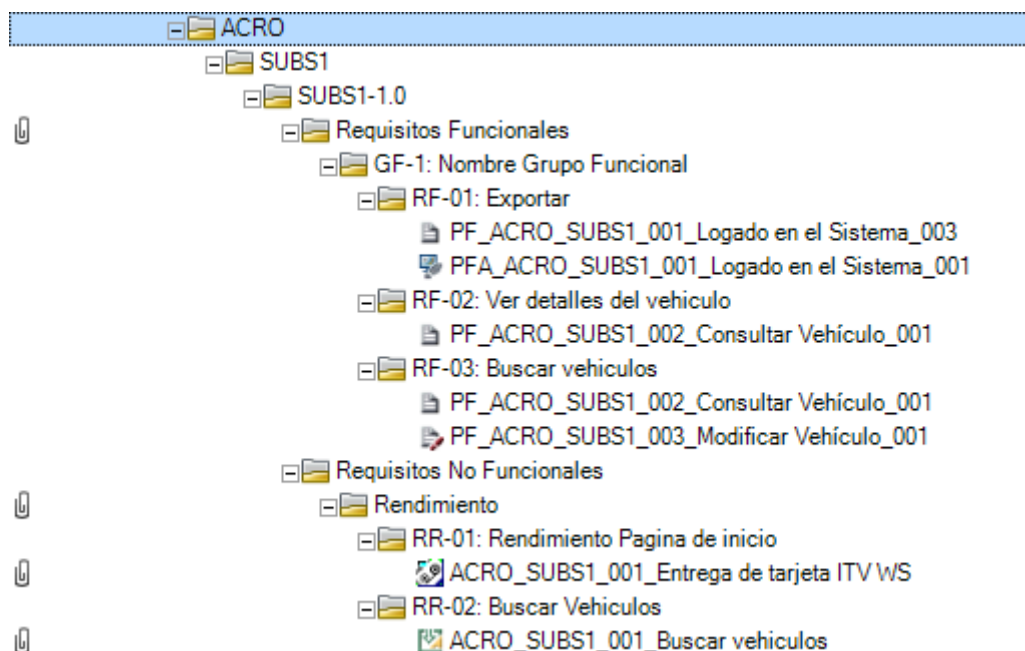 ACRO
SUBS1
SUBS1-1.0
Requisitos Funcionales
GF-1: Nombre Grupo Funcional
RF-01: Exportar
PF_ACRO_SUBS1_001_Logado en el Sistema_003
PFA_ACRO_SUBS1_001_Logado en el Sistema_001
RF-02: Ver detalles del vehiculo
PF_ACRO_SUBS1_002_Consultar Vehículo_001
RF-03: Buscar vehiculos
PF_ACRO_SUBS1_002_Consultar Vehículo_001
PF_ACRO_SUBS1_003_Modificar Vehículo_001
Requisitos No Funcionales
Rendimiento
RR-01: Rendimiento Pagina de inicio
ACRO_SUBS1_001_Entrega de tarjeta ITV WS
RR-02: Buscar Vehiculos
ACRO_SUBS1_001_Buscar vehiculos